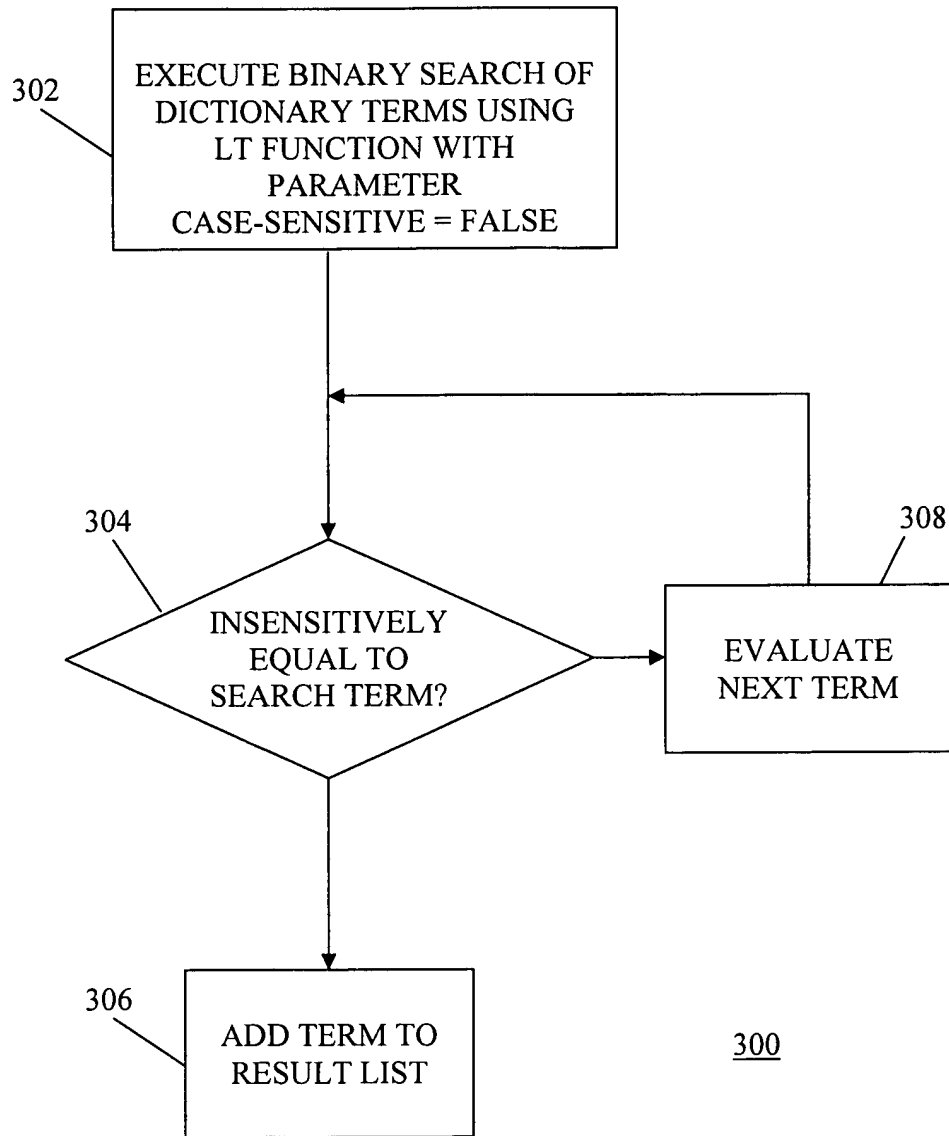 302
EXECUTE BINARY SEARCH OF
DICTIONARY TERMS USING
LT FUNCTION WITH
PARAMETER
CASE-SENSITIVE = FALSE
304
INSENSITIVELY
EQUAL TO
SEARCH TERM?
308
EVALUATE
NEXT TERM
306
ADD TERM TO
RESULT LIST
300